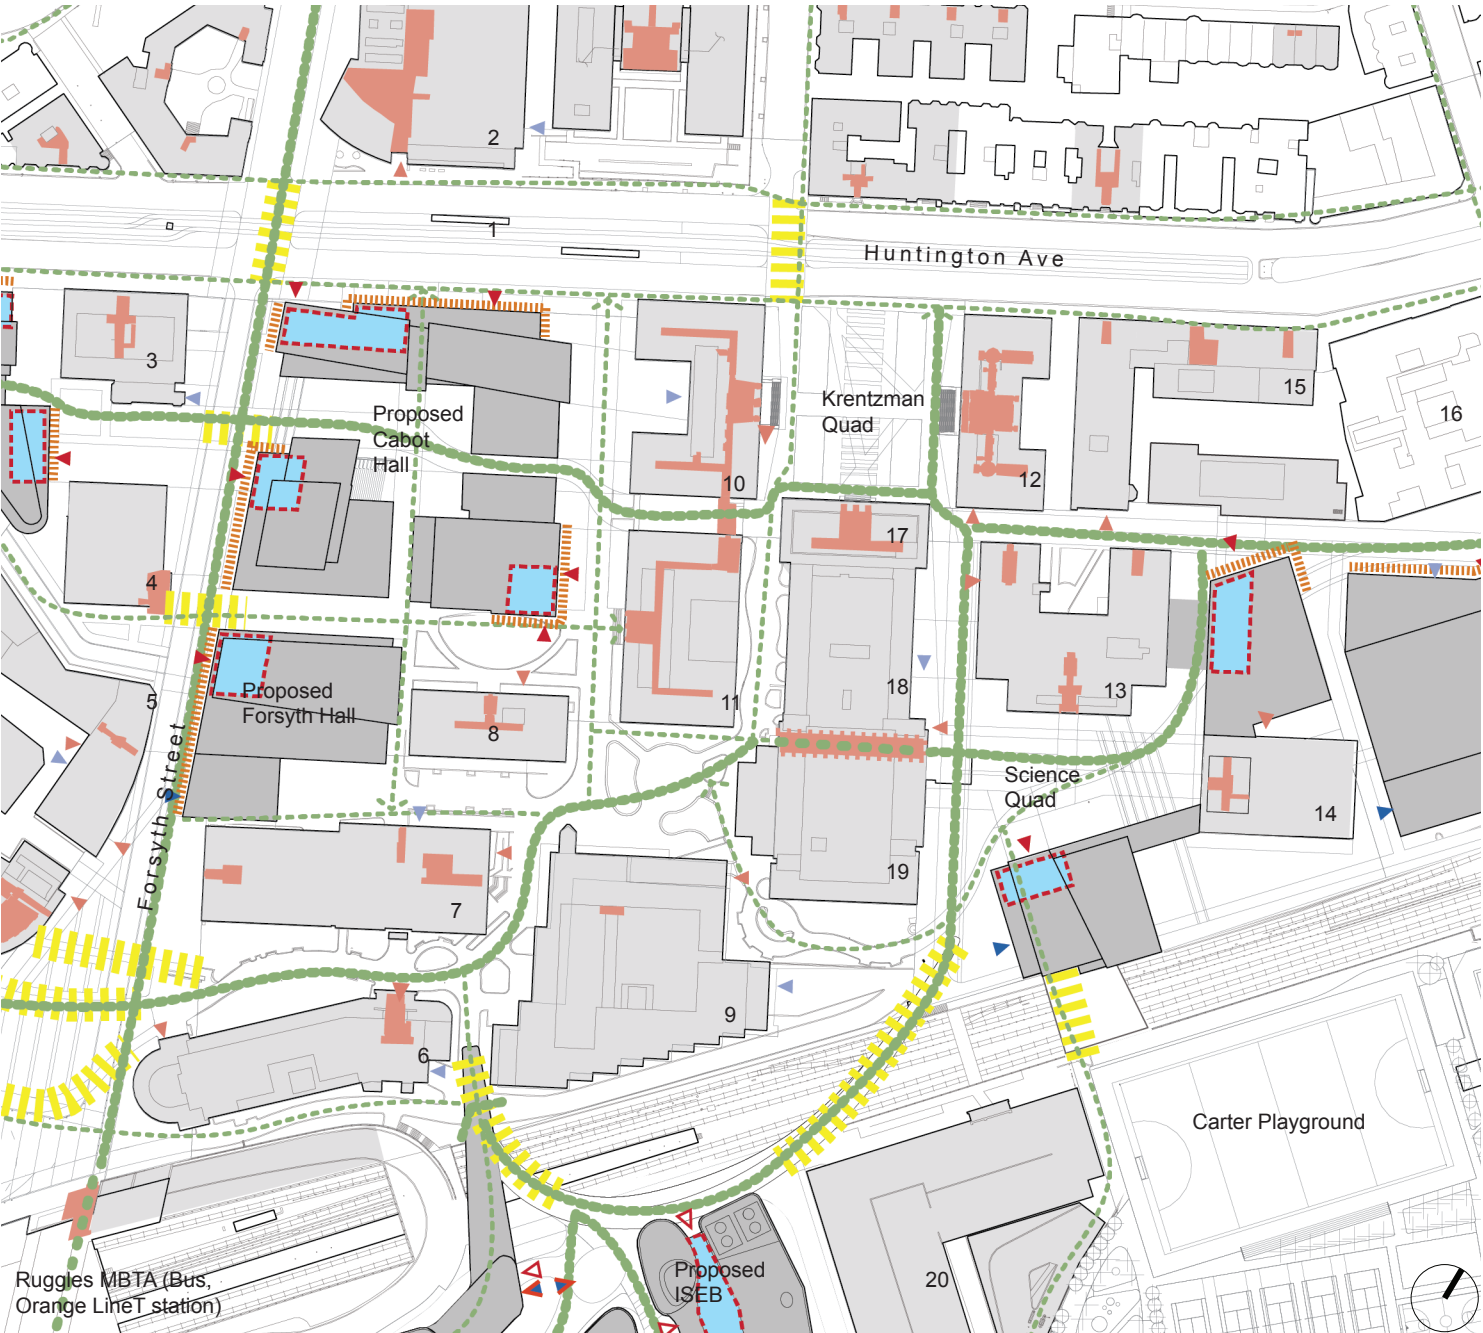 2
1
Huntington Ave
3
15
Proposed
Cabot
Hall
Krentzman
Quad
16
10
12
17
4
Proposed
Forsyth Hall
5
11
18
13
8
Science
Quad
14
Forsyth Street
19
7
9
6
Carter Playground
Ruggles MBTA (Bus,
Orange LineT station)
Proposed
ISEB
20